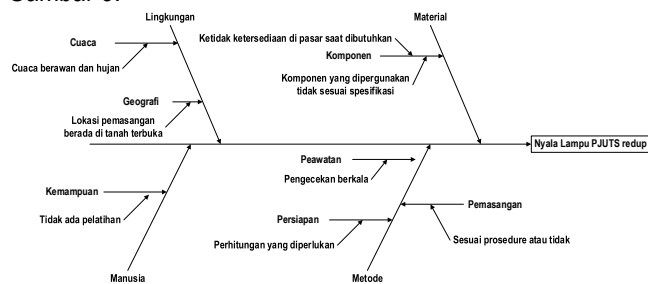 Lingkungan
Material
Cuaca
Ketidak ketersediaan di pasar saat dibutuhkan
Komponen
Cuaca berawan dan hujan
Komponen yang dipergunakan
tidak sesuai spesifikasi
Geografi
Lokasi pemasangan
berada di tanah terbuka
Nyala Lampu PJUTS redup
Peawatan
Pengecekan berkala
Kemampuan
Tidak ada pelatihan
Persiapan
Pemasangan
Perhitungan yang diperlukan
Sesuai prosedure atau tidak
Manusia
Metode